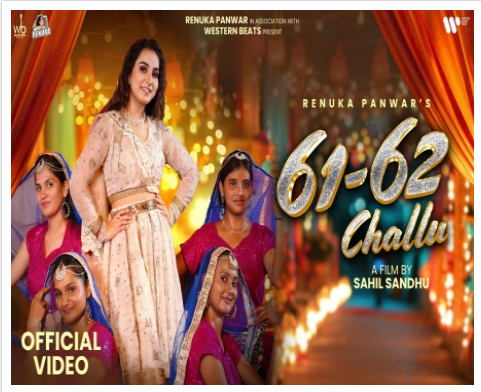 RENUKA PANWAR IN ASSOCIATION WITH
WESTERN BEATS PRESENT
RENUKA PANWAR'S
61-62
Challu
A FILM BY
SAHIL SANDHU
OFFICIAL
VIDEO